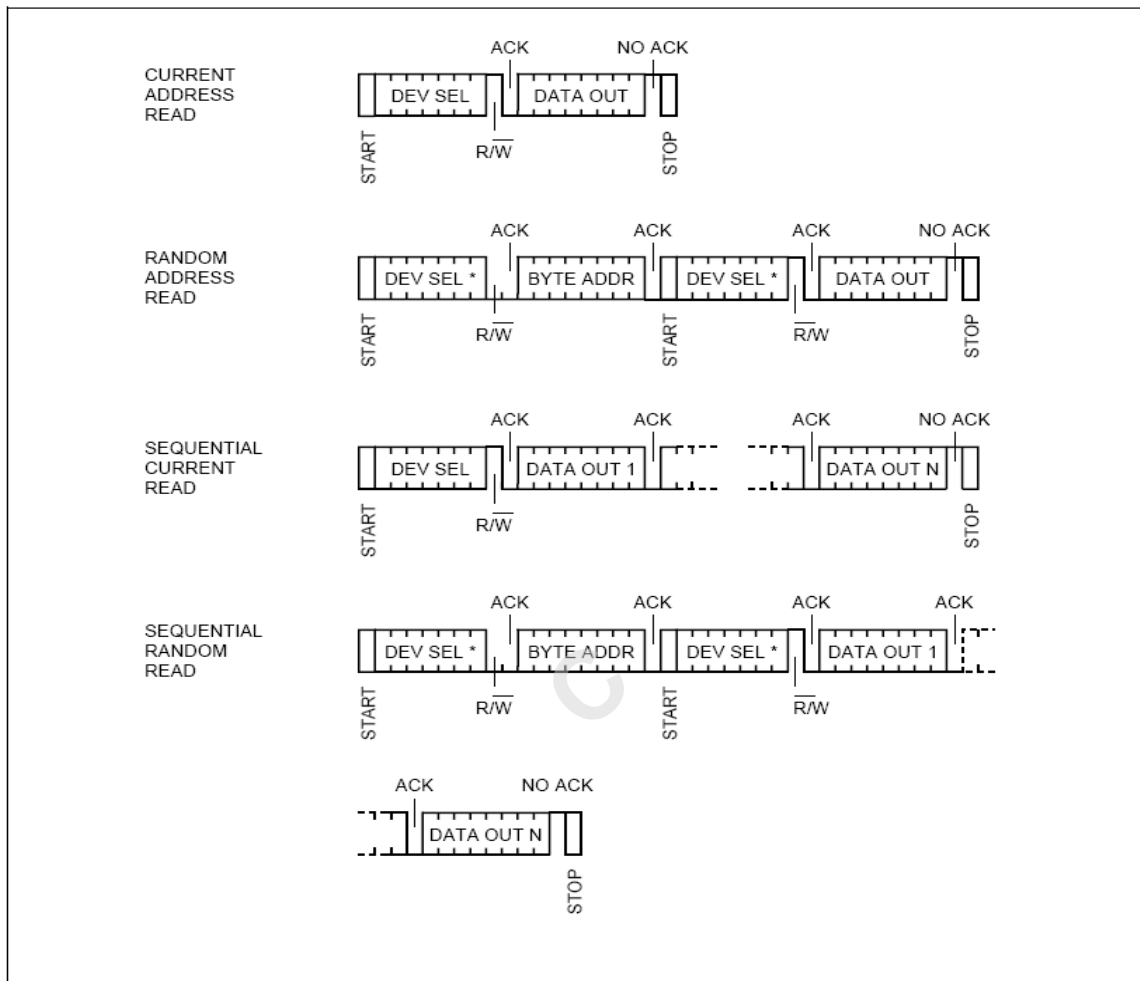 ACK NO ACK
CURRENT
ADDRESS
READ
DEV SEL DATA OUT
START R/W̅ STOP
ACK ACK ACK NO ACK
RANDOM
ADDRESS
READ
DEV SEL * BYTE ADDR DEV SEL * DATA OUT
START R/W̅ START R̅/W STOP
ACK ACK ACK NO ACK
SEQUENTIAL
CURRENT
READ
DEV SEL DATA OUT 1 DATA OUT N
START R/W̅ STOP
ACK ACK ACK ACK
SEQUENTIAL
RANDOM
READ
DEV SEL * BYTE ADDR DEV SEL * DATA OUT 1
START R/W̅ START R̅/W
C
ACK NO ACK
DATA OUT N
STOP